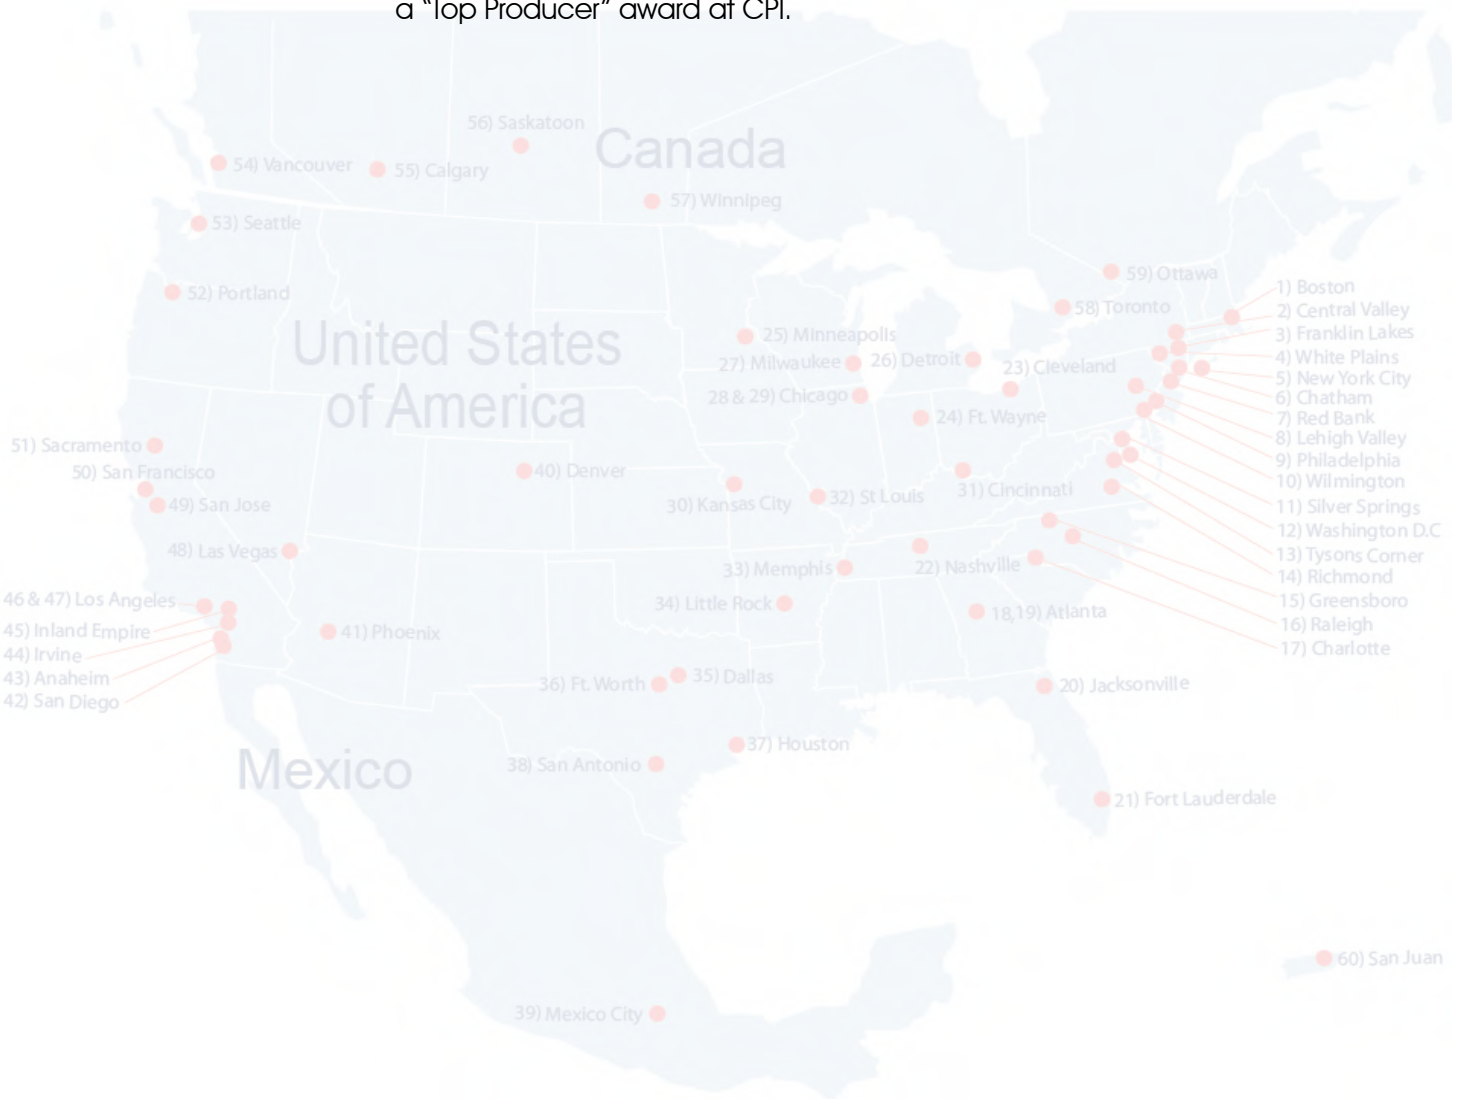 a “Top Producer” award at CPI.
56) Saskatoon
Canada
54) Vancouver
55) Calgary
57) Winnipeg
53) Seattle
59) Ottawa
52) Portland
58) Toronto
1) Boston
2) Central Valley
3) Franklin Lakes
4) White Plains
5) New York City
6) Chatham
7) Red Bank
8) Lehigh Valley
9) Philadelphia
10) Wilmington
11) Silver Springs
12) Washington D.C
13) Tysons Corner
14) Richmond
15) Greensboro
16) Raleigh
17) Charlotte
United States
of America
25) Minneapolis
27) Milwaukee
26) Detroit
23) Cleveland
28 & 29) Chicago
24) Ft. Wayne
51) Sacramento
50) San Francisco
49) San Jose
40) Denver
30) Kansas City
32) St Louis
31) Cincinnati
48) Las Vegas
33) Memphis
22) Nashville
46 & 47) Los Angeles
45) Inland Empire
44) Irvine
43) Anaheim
42) San Diego
41) Phoenix
34) Little Rock
18,19) Atlanta
36) Ft. Worth
35) Dallas
20) Jacksonville
Mexico
37) Houston
38) San Antonio
21) Fort Lauderdale
60) San Juan
39) Mexico City